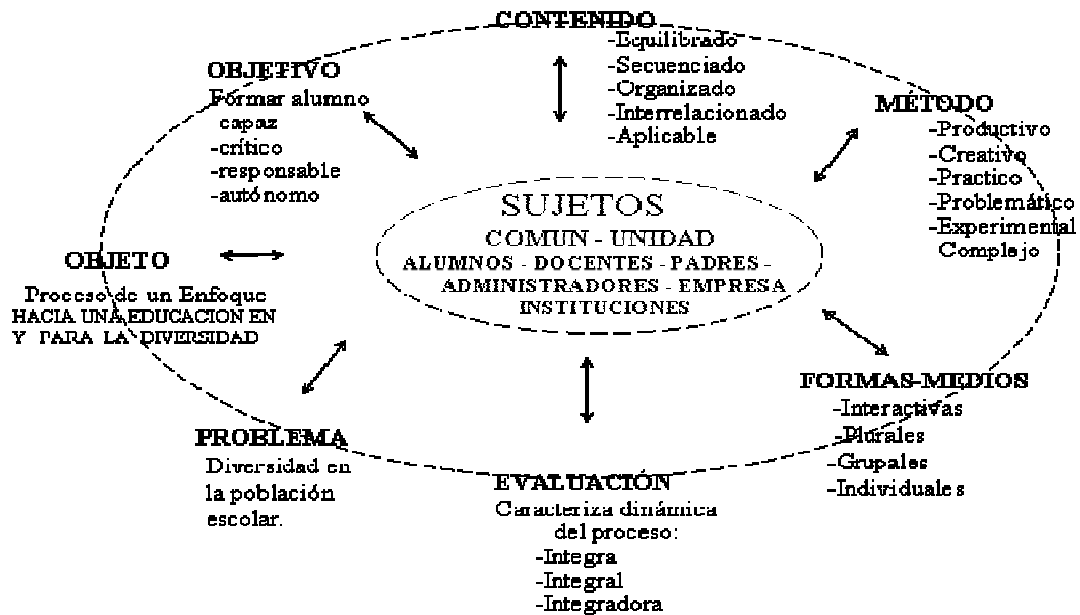 CONTENIDO
-Equilibrado
-Secuenciado
-Organizado
-Interrelacionado
-Aplicable
OBJETIVO
Formar alumno
capaz
-crítico
-responsable
-autónomo
MÉTODO
-Productivo
-Creativo
-Practico
-Problemático
-Experimental
Complejo
SUJETOS
COMUN - UNIDAD
ALUMNOS - DOCENTES - PADRES -
ADMINISTRADORES - EMPRESA
INSTITUCIONES
OBJETO
Proceso de un Enfoque
HACIA UNA EDUCACION EN
Y PARA LA DIVERSIDAD
FORMAS-MEDIOS
-Interactivas
-Plurales
-Grupales
-Individuales
PROBLEMA
Diversidad en
la población
escolar.
EVALUACIÓN
Caracteriza dinámica
del proceso:
-Integra
-Integral
-Integradora